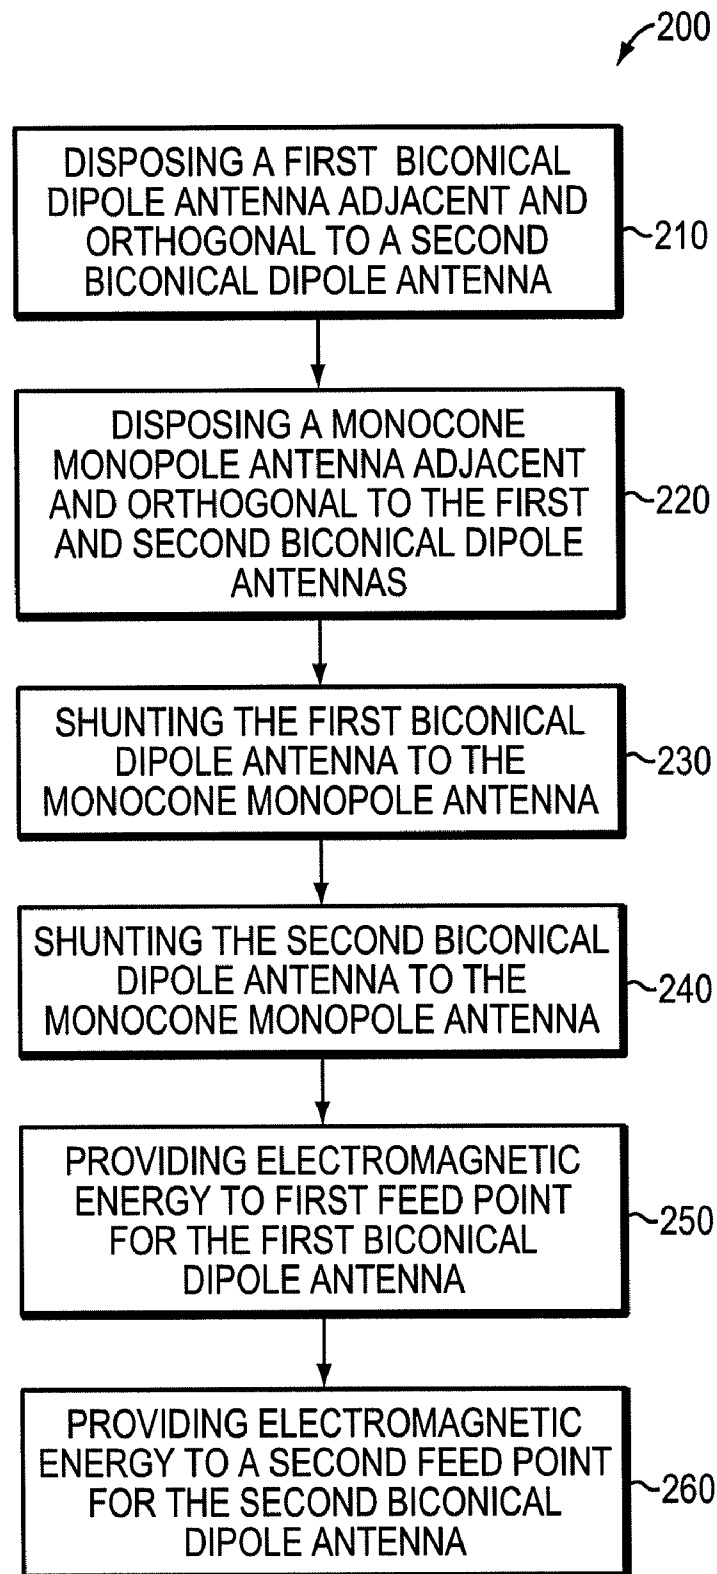 200
DISPOSING A FIRST BICONICAL
DIPOLE ANTENNA ADJACENT AND
ORTHOGONAL TO A SECOND
BICONICAL DIPOLE ANTENNA
210
DISPOSING A MONOCONE
MONOPOLE ANTENNA ADJACENT
AND ORTHOGONAL TO THE FIRST
AND SECOND BICONICAL DIPOLE
ANTENNAS
220
SHUNTING THE FIRST BICONICAL
DIPOLE ANTENNA TO THE
MONOCONE MONOPOLE ANTENNA
230
SHUNTING THE SECOND BICONICAL
DIPOLE ANTENNA TO THE
MONOCONE MONOPOLE ANTENNA
240
PROVIDING ELECTROMAGNETIC
ENERGY TO FIRST FEED POINT
FOR THE FIRST BICONICAL
DIPOLE ANTENNA
250
PROVIDING ELECTROMAGNETIC
ENERGY TO A SECOND FEED POINT
FOR THE SECOND BICONICAL
DIPOLE ANTENNA
260